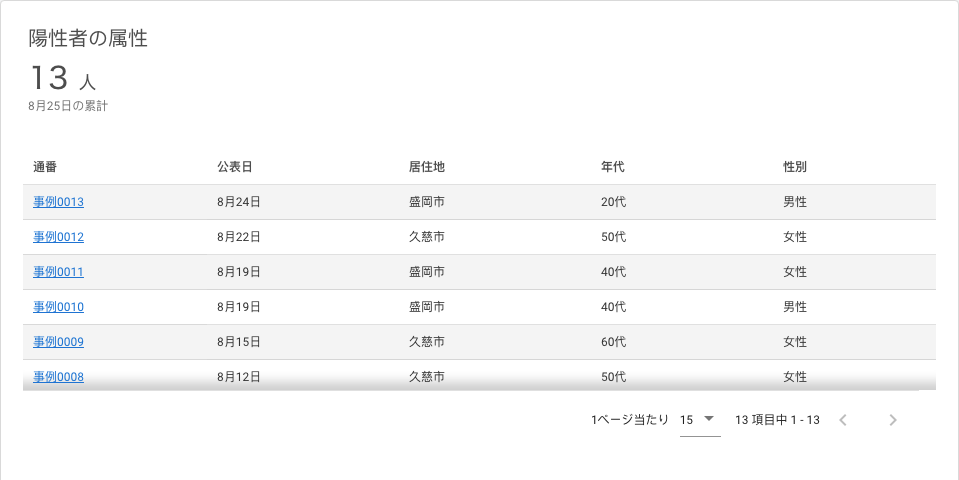 陽性者の属性
13 人
8月25日の累計
通番 公表日 居住地 年代 性別
事例0013 8月24日 盛岡市 20代 男性
事例0012 8月22日 久慈市 50代 女性
事例0011 8月19日 盛岡市 40代 女性
事例0010 8月19日 盛岡市 40代 男性
事例0009 8月15日 久慈市 60代 女性
事例0008 8月12日 久慈市 50代 女性
1ページ当たり 15 13 項目中 1 - 13